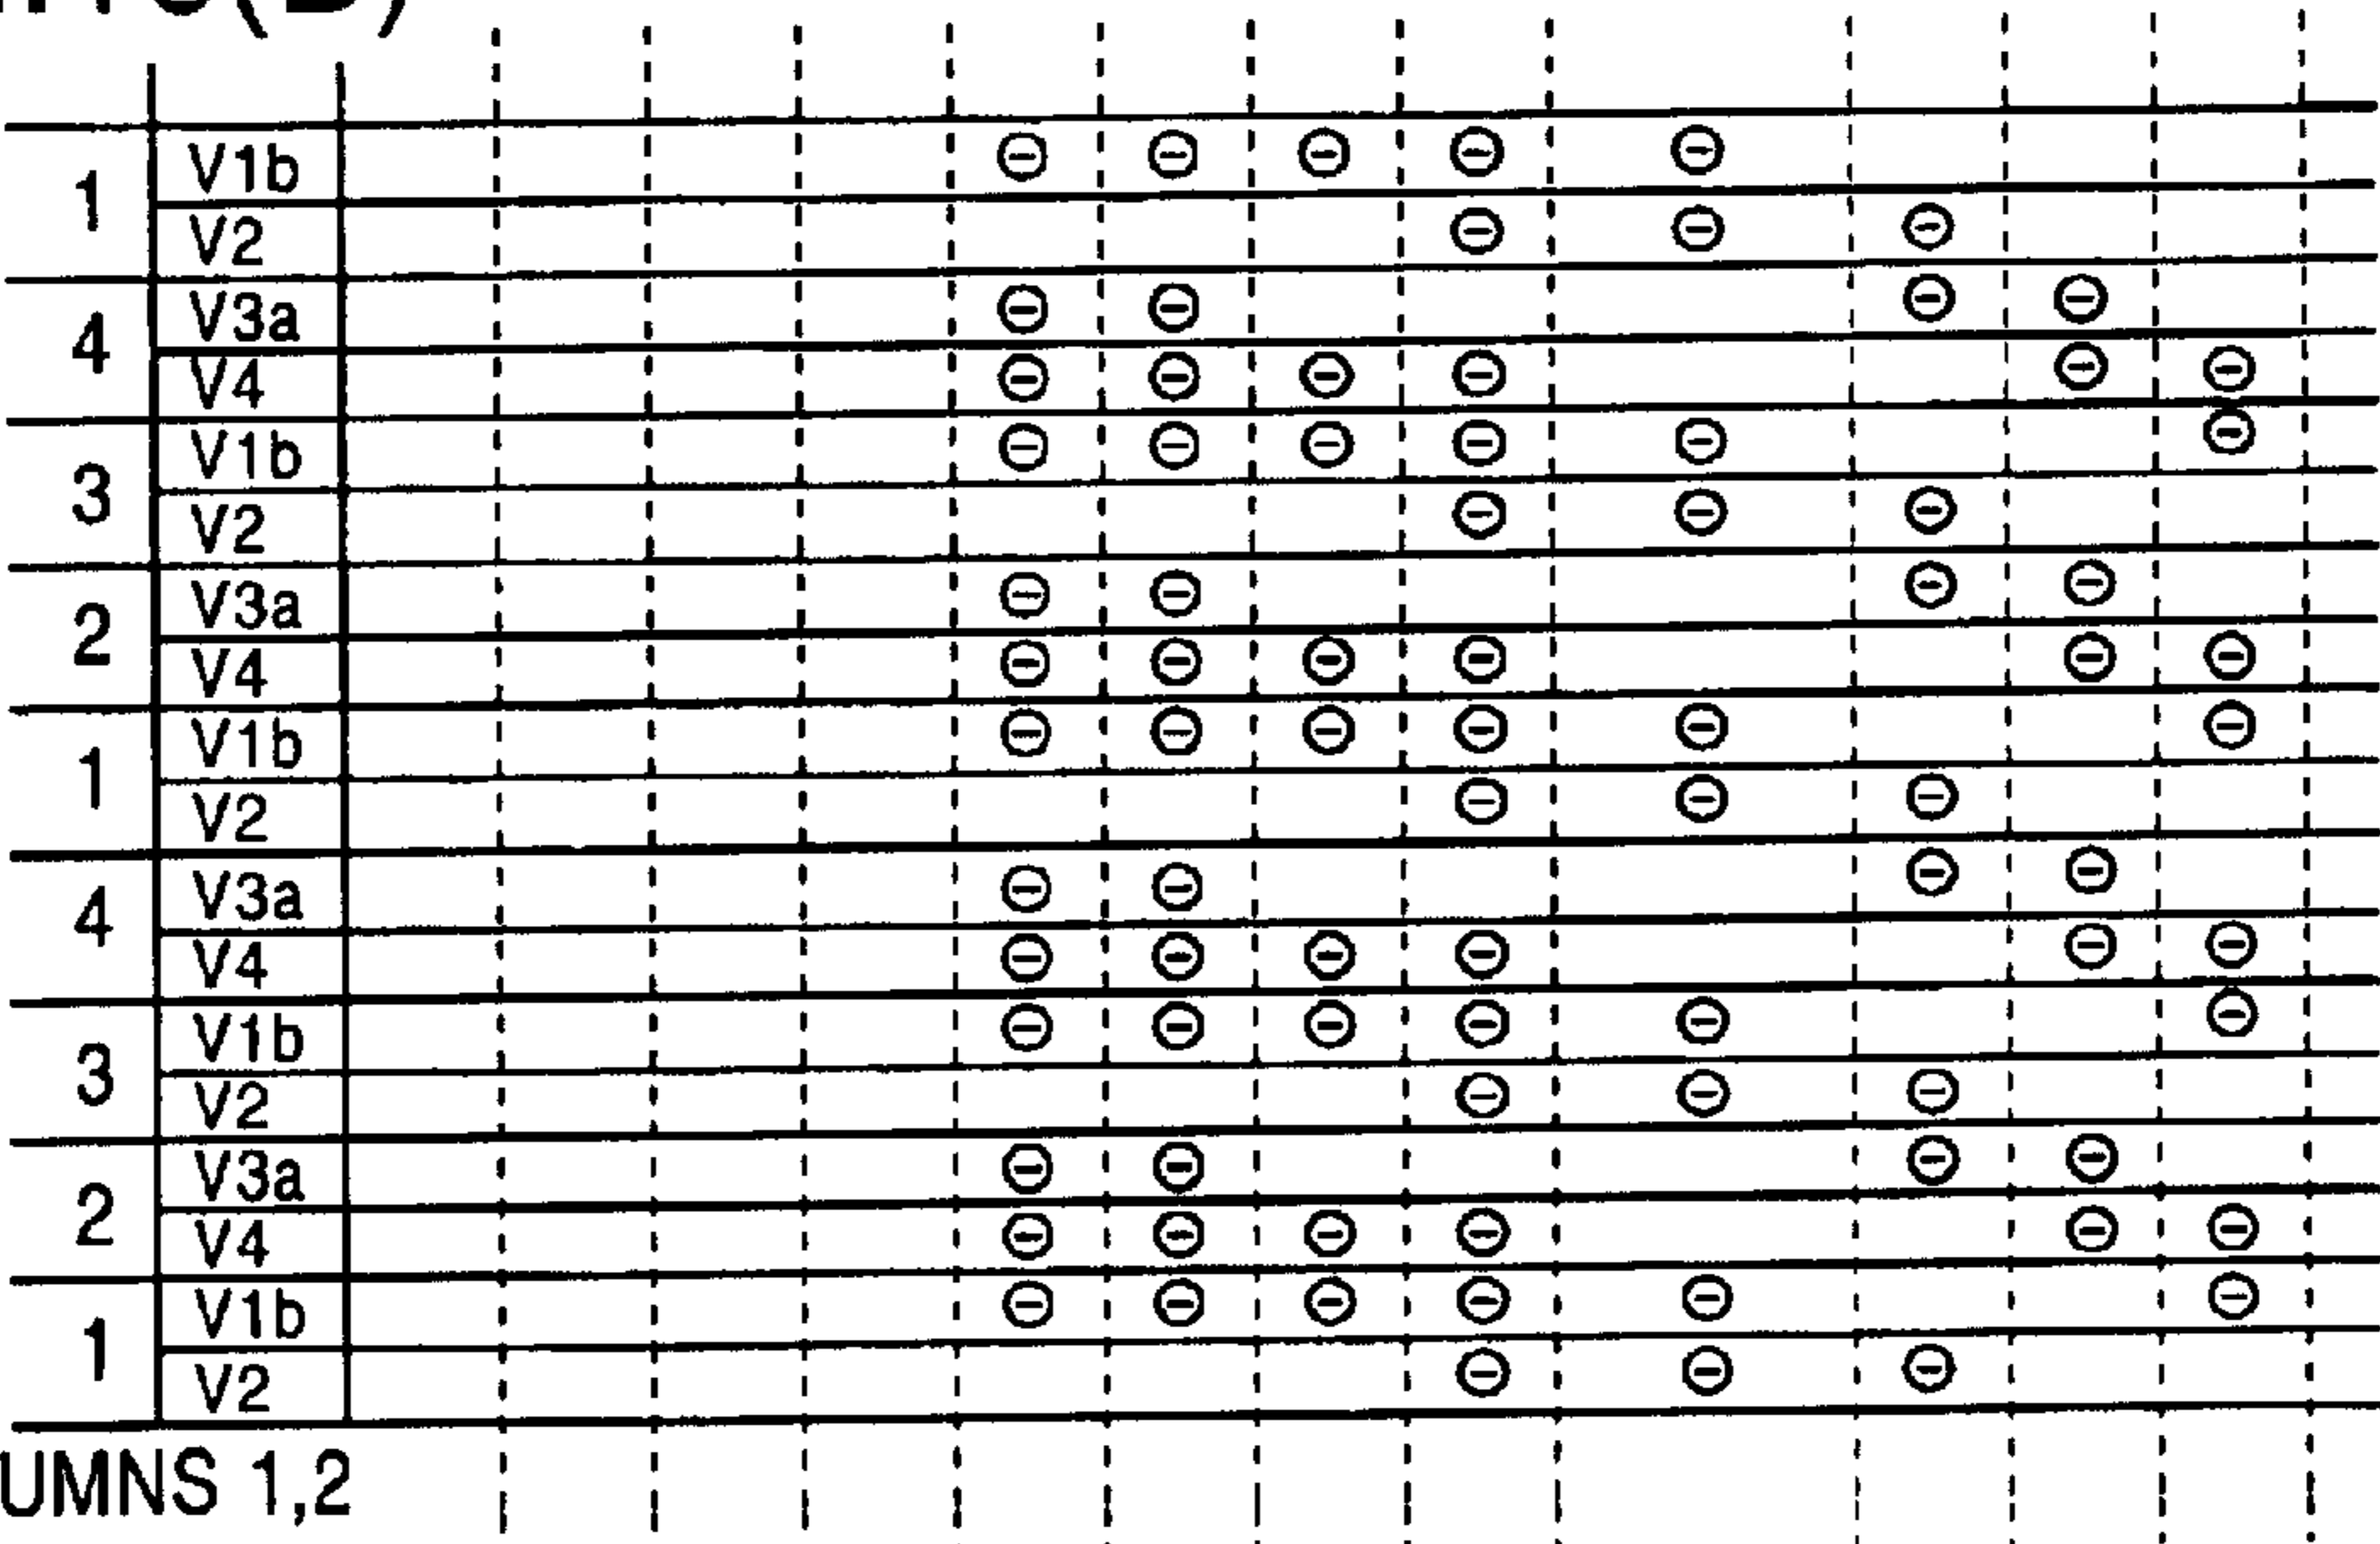 1 V1b ⊖ ⊖ ⊖ ⊖ ⊖
V2 ⊖ ⊖ ⊖
4 V3a ⊖ ⊖ ⊖ ⊖
V4 ⊖ ⊖ ⊖ ⊖ ⊖ ⊖
3 V1b ⊖ ⊖ ⊖ ⊖ ⊖ ⊖
V2 ⊖ ⊖ ⊖
2 V3a ⊖ ⊖ ⊖ ⊖
V4 ⊖ ⊖ ⊖ ⊖ ⊖ ⊖
1 V1b ⊖ ⊖ ⊖ ⊖ ⊖ ⊖
V2 ⊖ ⊖ ⊖
4 V3a ⊖ ⊖ ⊖ ⊖
V4 ⊖ ⊖ ⊖ ⊖ ⊖ ⊖
3 V1b ⊖ ⊖ ⊖ ⊖ ⊖ ⊖
V2 ⊖ ⊖ ⊖
2 V3a ⊖ ⊖ ⊖ ⊖
V4 ⊖ ⊖ ⊖ ⊖ ⊖ ⊖
1 V1b ⊖ ⊖ ⊖ ⊖ ⊖ ⊖
V2 ⊖ ⊖ ⊖
UMNS 1,2